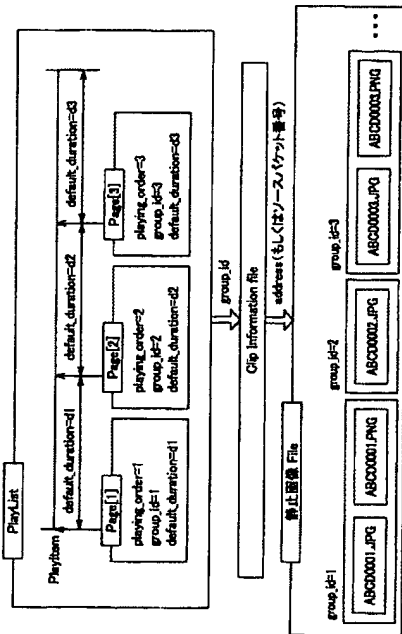 PlayList
PlayItem
default_duration=d1
default_duration=d2
default_duration=d3
Page[1]
playing_order=1
group_id=1
default_duration=d1
Page[2]
playing_order=2
group_id=2
default_duration=d2
Page[3]
playing_order=3
group_id=3
default_duration=d3
group_id
Clip Information file
address(もしくはソースパケット番号)
静止画像 File
group_id=1
ABCD0001.JPG
ABCD0001.PNG
group_id=2
ABCD0002.JPG
group_id=3
ABCD0003.JPG
ABCD0003.PNG
•••